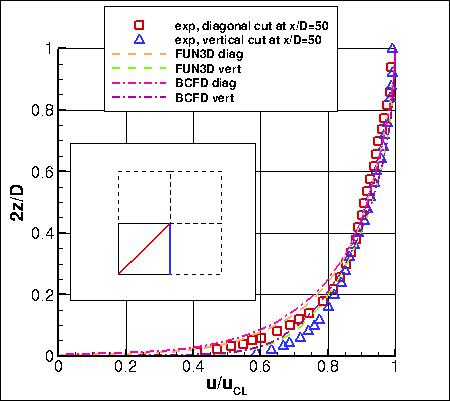 exp, diagonal cut at x/D=50
exp, vertical cut at x/D=50
FUN3D diag
FUN3D vert
BCFD diag
BCFD vert
1
0.8
0.6
0.4
0.2
0
2z/D
0 0.2 0.4 0.6 0.8 1
u/uCL